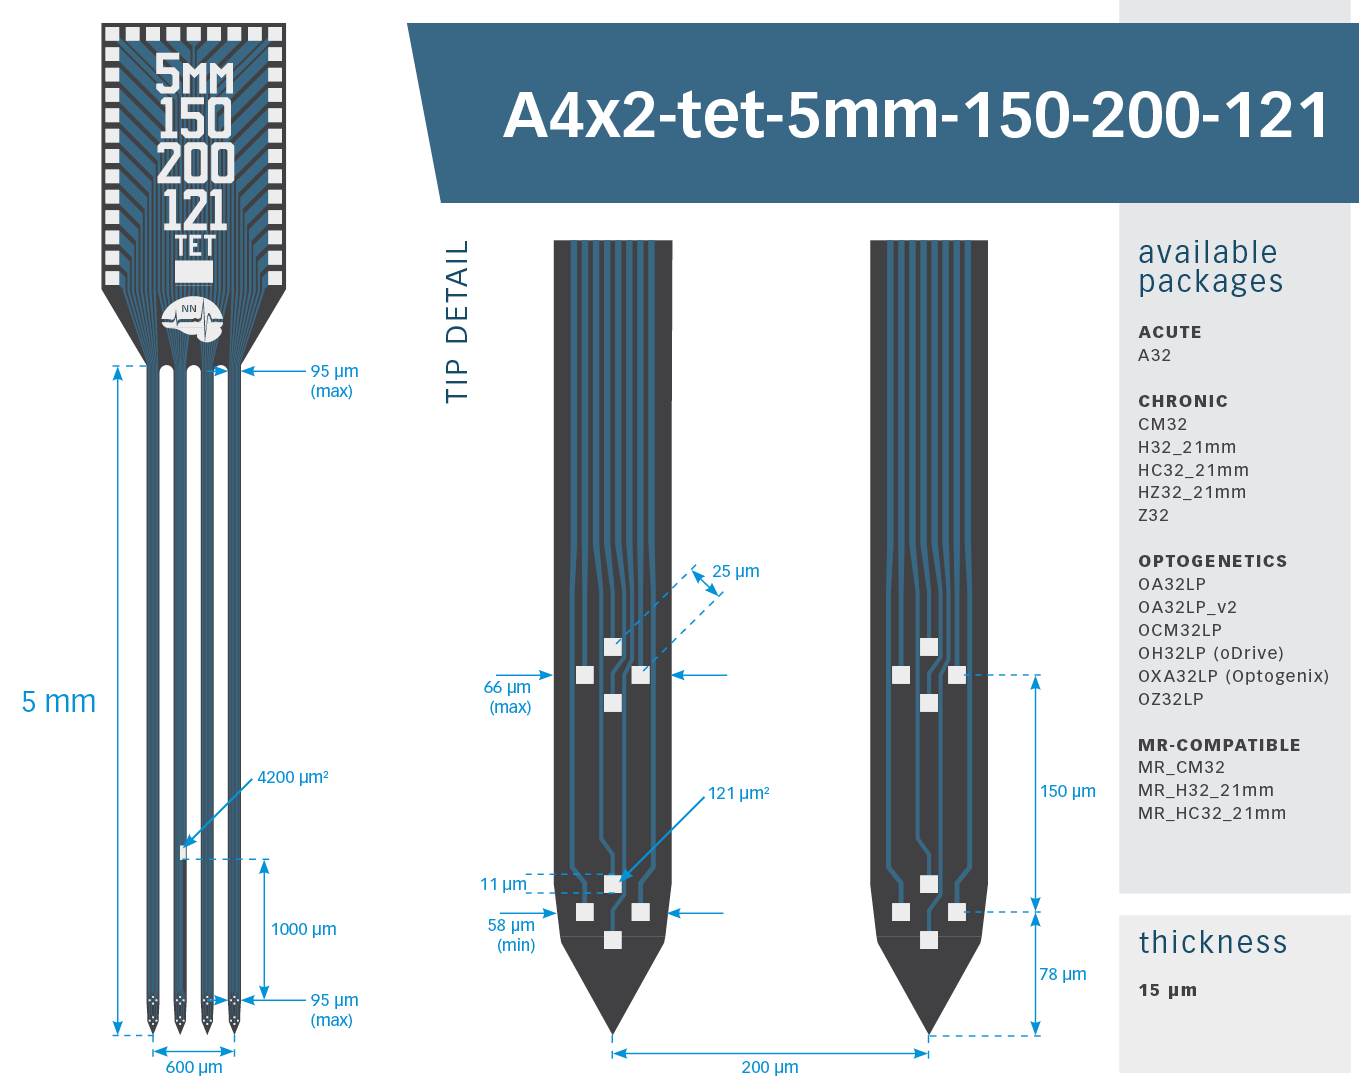 5MM
150
200
121
TET
NN
A4x2-tet-5mm-150-200-121
95 µm
(max)
5 mm
4200 µm²
1000 µm
95 µm
(max)
600 µm
TIP DETAIL
25 µm
66 µm
(max)
121 µm²
11 µm
58 µm
(min)
150 µm
78 µm
200 µm
available
packages
ACUTE
A32
CHRONIC
CM32
H32_21mm
HC32_21mm
HZ32_21mm
Z32
OPTOGENETICS
OA32LP
OA32LP_v2
OCM32LP
OH32LP (oDrive)
OXA32LP (Optogenix)
OZ32LP
MR-COMPATIBLE
MR_CM32
MR_H32_21mm
MR_HC32_21mm
thickness
15 µm